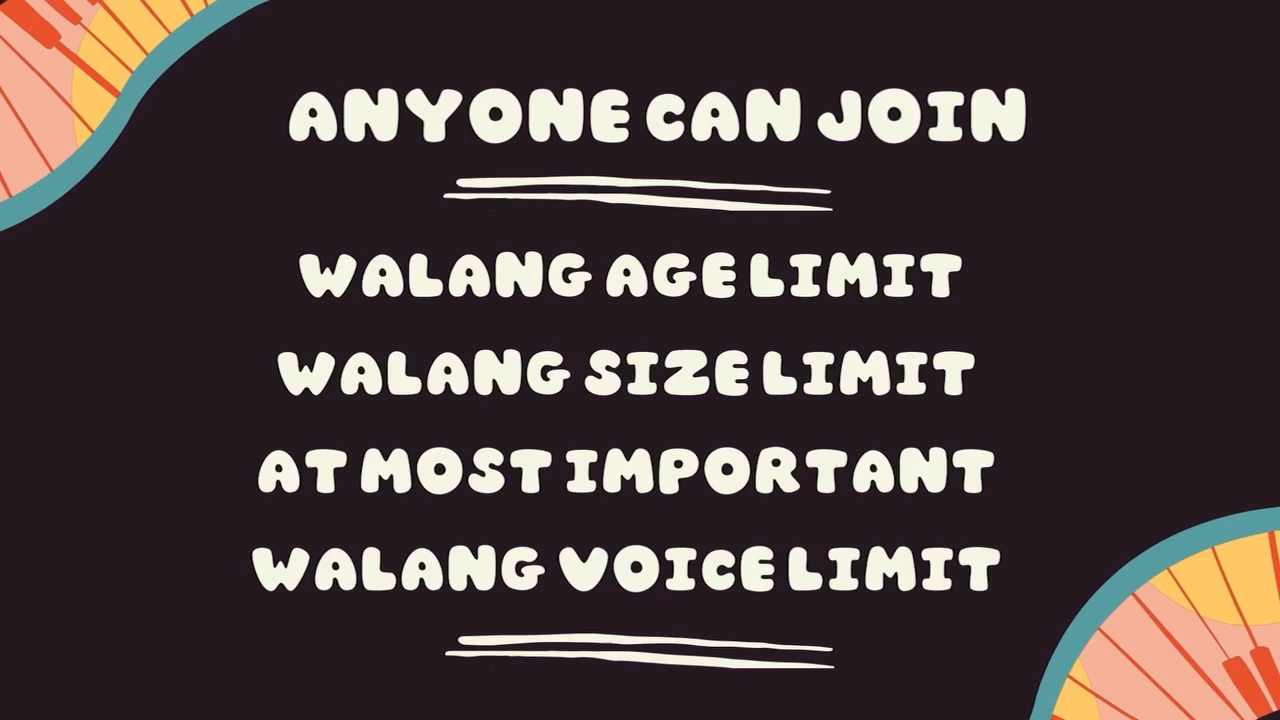 ANYONE CAN JOIN
WALANG AGE LIMIT
WALANG SIZE LIMIT
AT MOST IMPORTANT
WALANG VOICE LIMIT